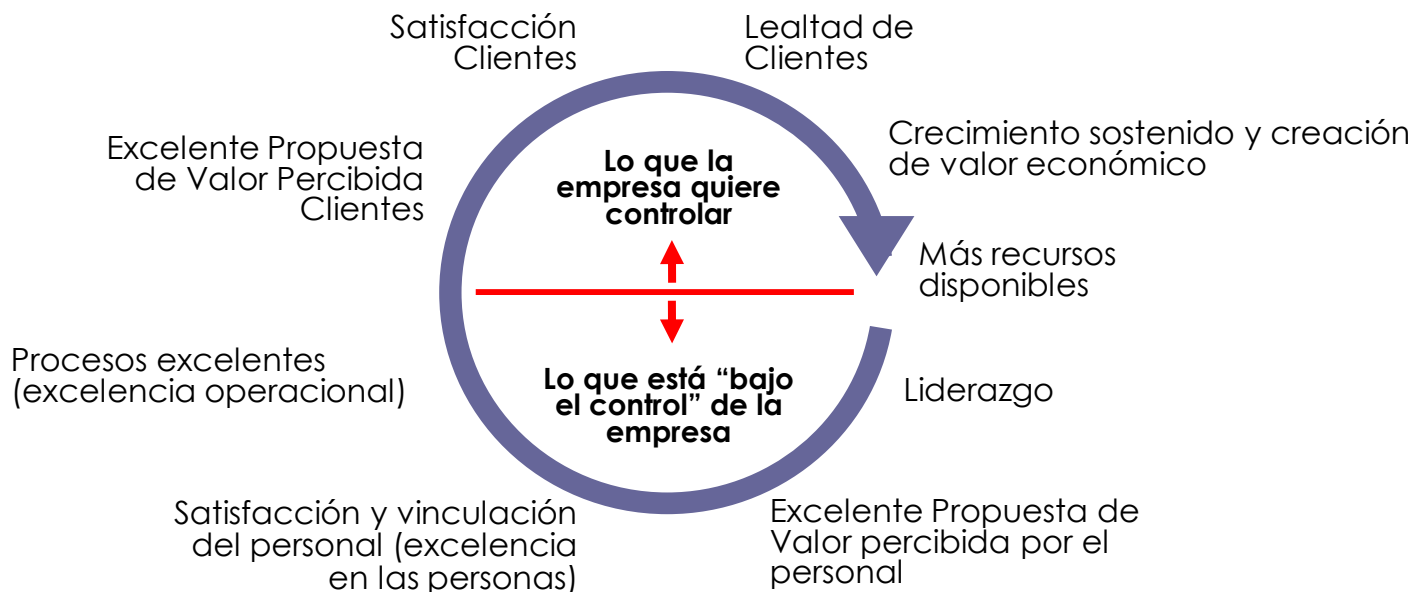 Satisfacción
Clientes
Lealtad de
Clientes
Excelente Propuesta
de Valor Percibida
Clientes
Lo que la
empresa quiere
controlar
Crecimiento sostenido y creación
de valor económico
Más recursos
disponibles
Procesos excelentes
(excelencia operacional)
Lo que está “bajo
el control” de la
empresa
Liderazgo
Satisfacción y vinculación
del personal (excelencia
en las personas)
Excelente Propuesta de
Valor percibida por el
personal